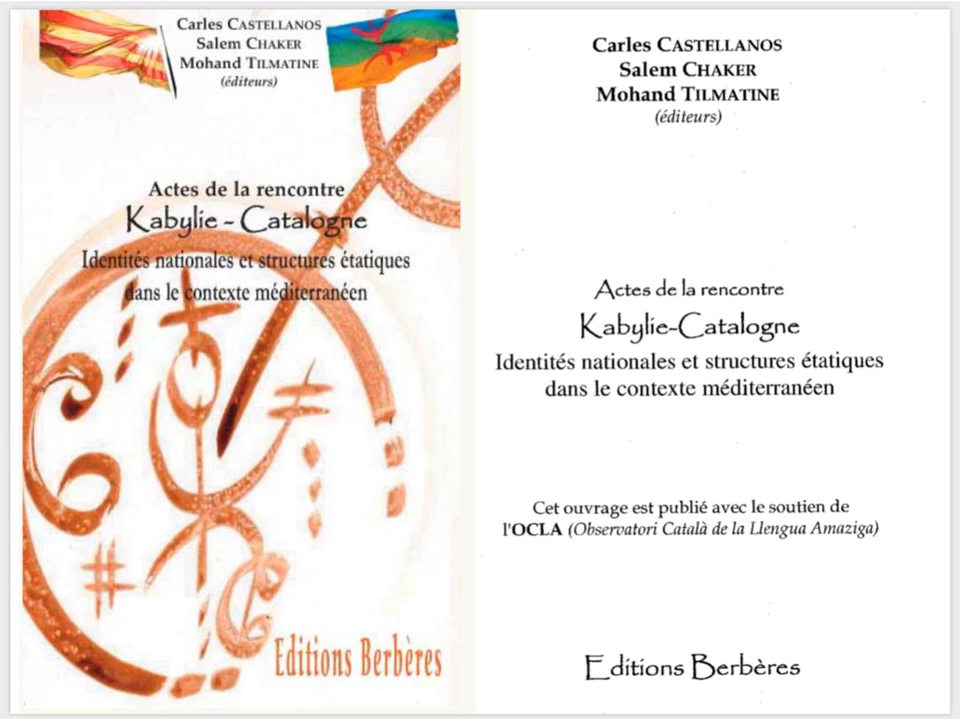 Carles CASTELLANOS
Salem CHAKER
Mohand TILMATINE
(éditeurs)
Actes de la rencontre
Kabylie - Catalogne
Identités nationales et structures étatiques
dans le contexte méditerranéen
Editions Berbères
Carles CASTELLANOS
Salem CHAKER
Mohand TILMATINE
(éditeurs)
Actes de la rencontre
Kabylie-Catalogne
Identités nationales et structures étatiques
dans le contexte méditerranéen
Cet ouvrage est publié avec le soutien de
l'OCLA (Observatori Català de la Llengua Amaziga)
Editions Berbères